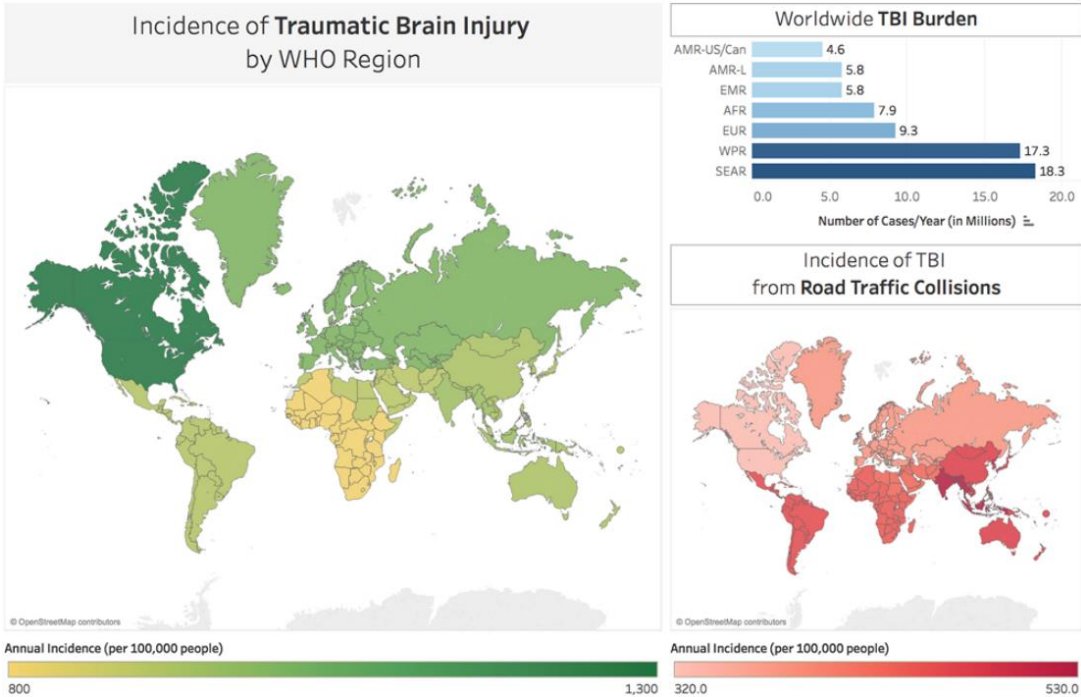 Incidence of Traumatic Brain Injury
by WHO Region
© OpenStreetMap contributors
Annual Incidence (per 100,000 people)
800 1,300
Worldwide TBI Burden
AMR-US/Can 4.6
AMR-L 5.8
EMR 5.8
AFR 7.9
EUR 9.3
WPR 17.3
SEAR 18.3
0.0 5.0 10.0 15.0 20.0
Number of Cases/Year (in Millions)
Incidence of TBI
from Road Traffic Collisions
© OpenStreetMap contributors
Annual Incidence (per 100,000 people)
320.0 530.0